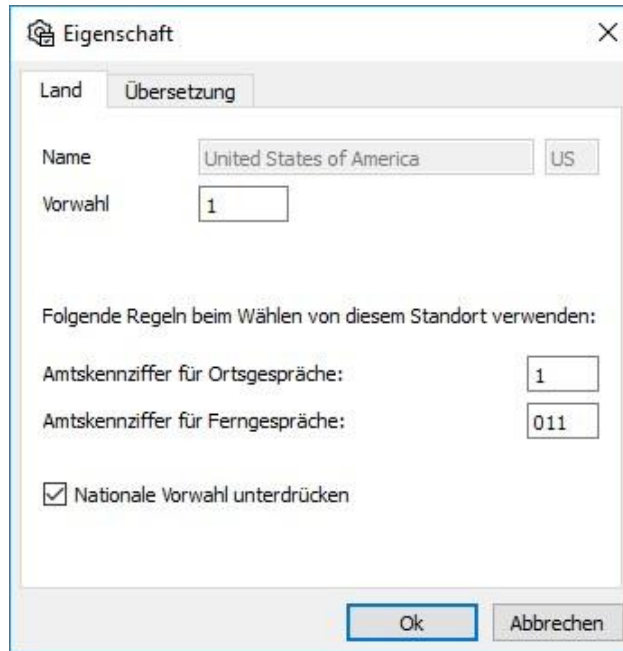 Eigenschaft
Land Übersetzung
Name United States of America US
Vorwahl 1
Folgende Regeln beim Wählen von diesem Standort verwenden:
Amtskennziffer für Ortsgespräche: 1
Amtskennziffer für Ferngespräche: 011
Nationale Vorwahl unterdrücken
Ok Abbrechen